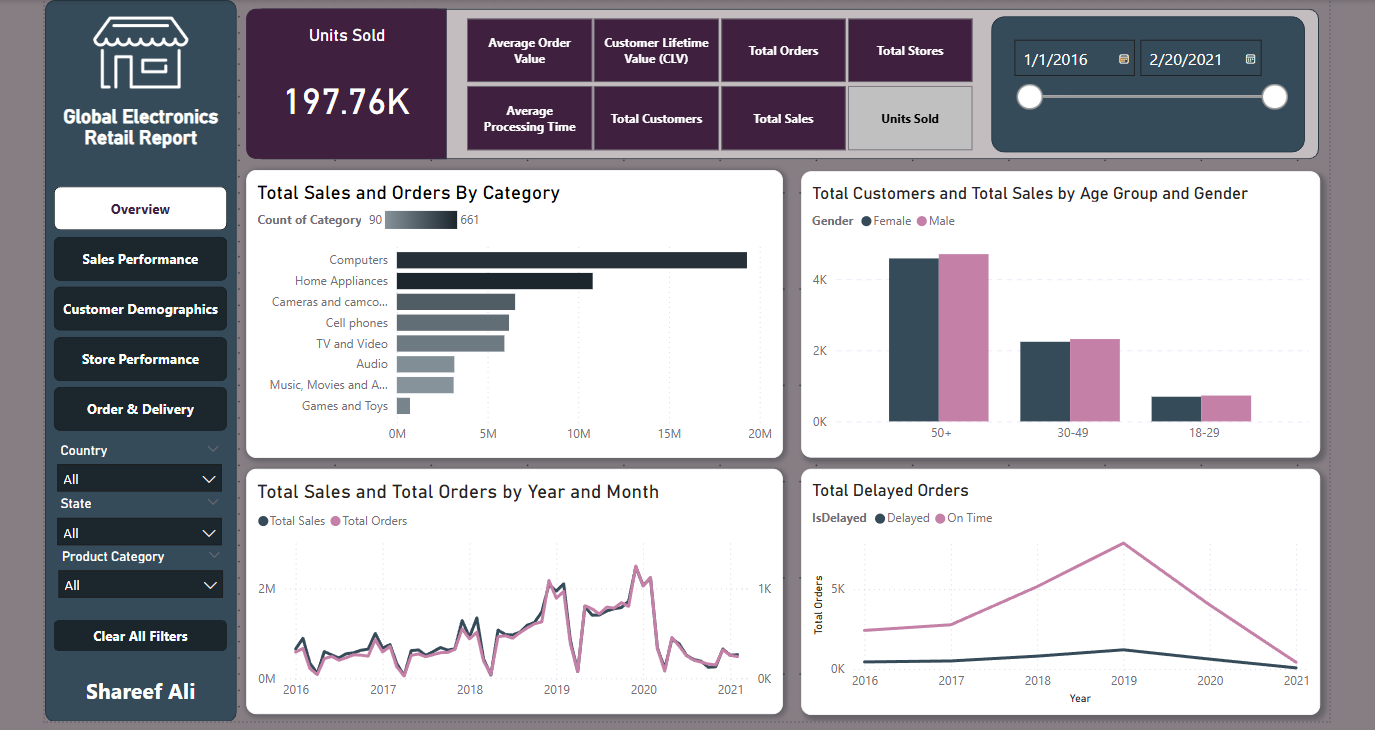 Global Electronics
Retail Report
Overview
Sales Performance
Customer Demographics
Store Performance
Order & Delivery
Country
All
State
All
Product Category
All
Clear All Filters
Shareef Ali
Units Sold
197.76K
Average Order
Value
Customer Lifetime
Value (CLV)
Total Orders
Total Stores
Average
Processing Time
Total Customers
Total Sales
Units Sold
1/1/2016
2/20/2021
Total Sales and Orders By Category
Count of Category 90 661
Computers
Home Appliances
Cameras and camco...
Cell phones
TV and Video
Audio
Music, Movies and A...
Games and Toys
0M 5M 10M 15M 20M
Total Customers and Total Sales by Age Group and Gender
Gender Female Male
4K
2K
0K
50+ 30-49 18-29
Total Sales and Total Orders by Year and Month
Total Sales Total Orders
2M 1K
0M 0K
2016 2017 2018 2019 2020 2021
Total Delayed Orders
IsDelayed Delayed On Time
Total Orders
5K
0K
2016 2017 2018 2019 2020 2021
Year